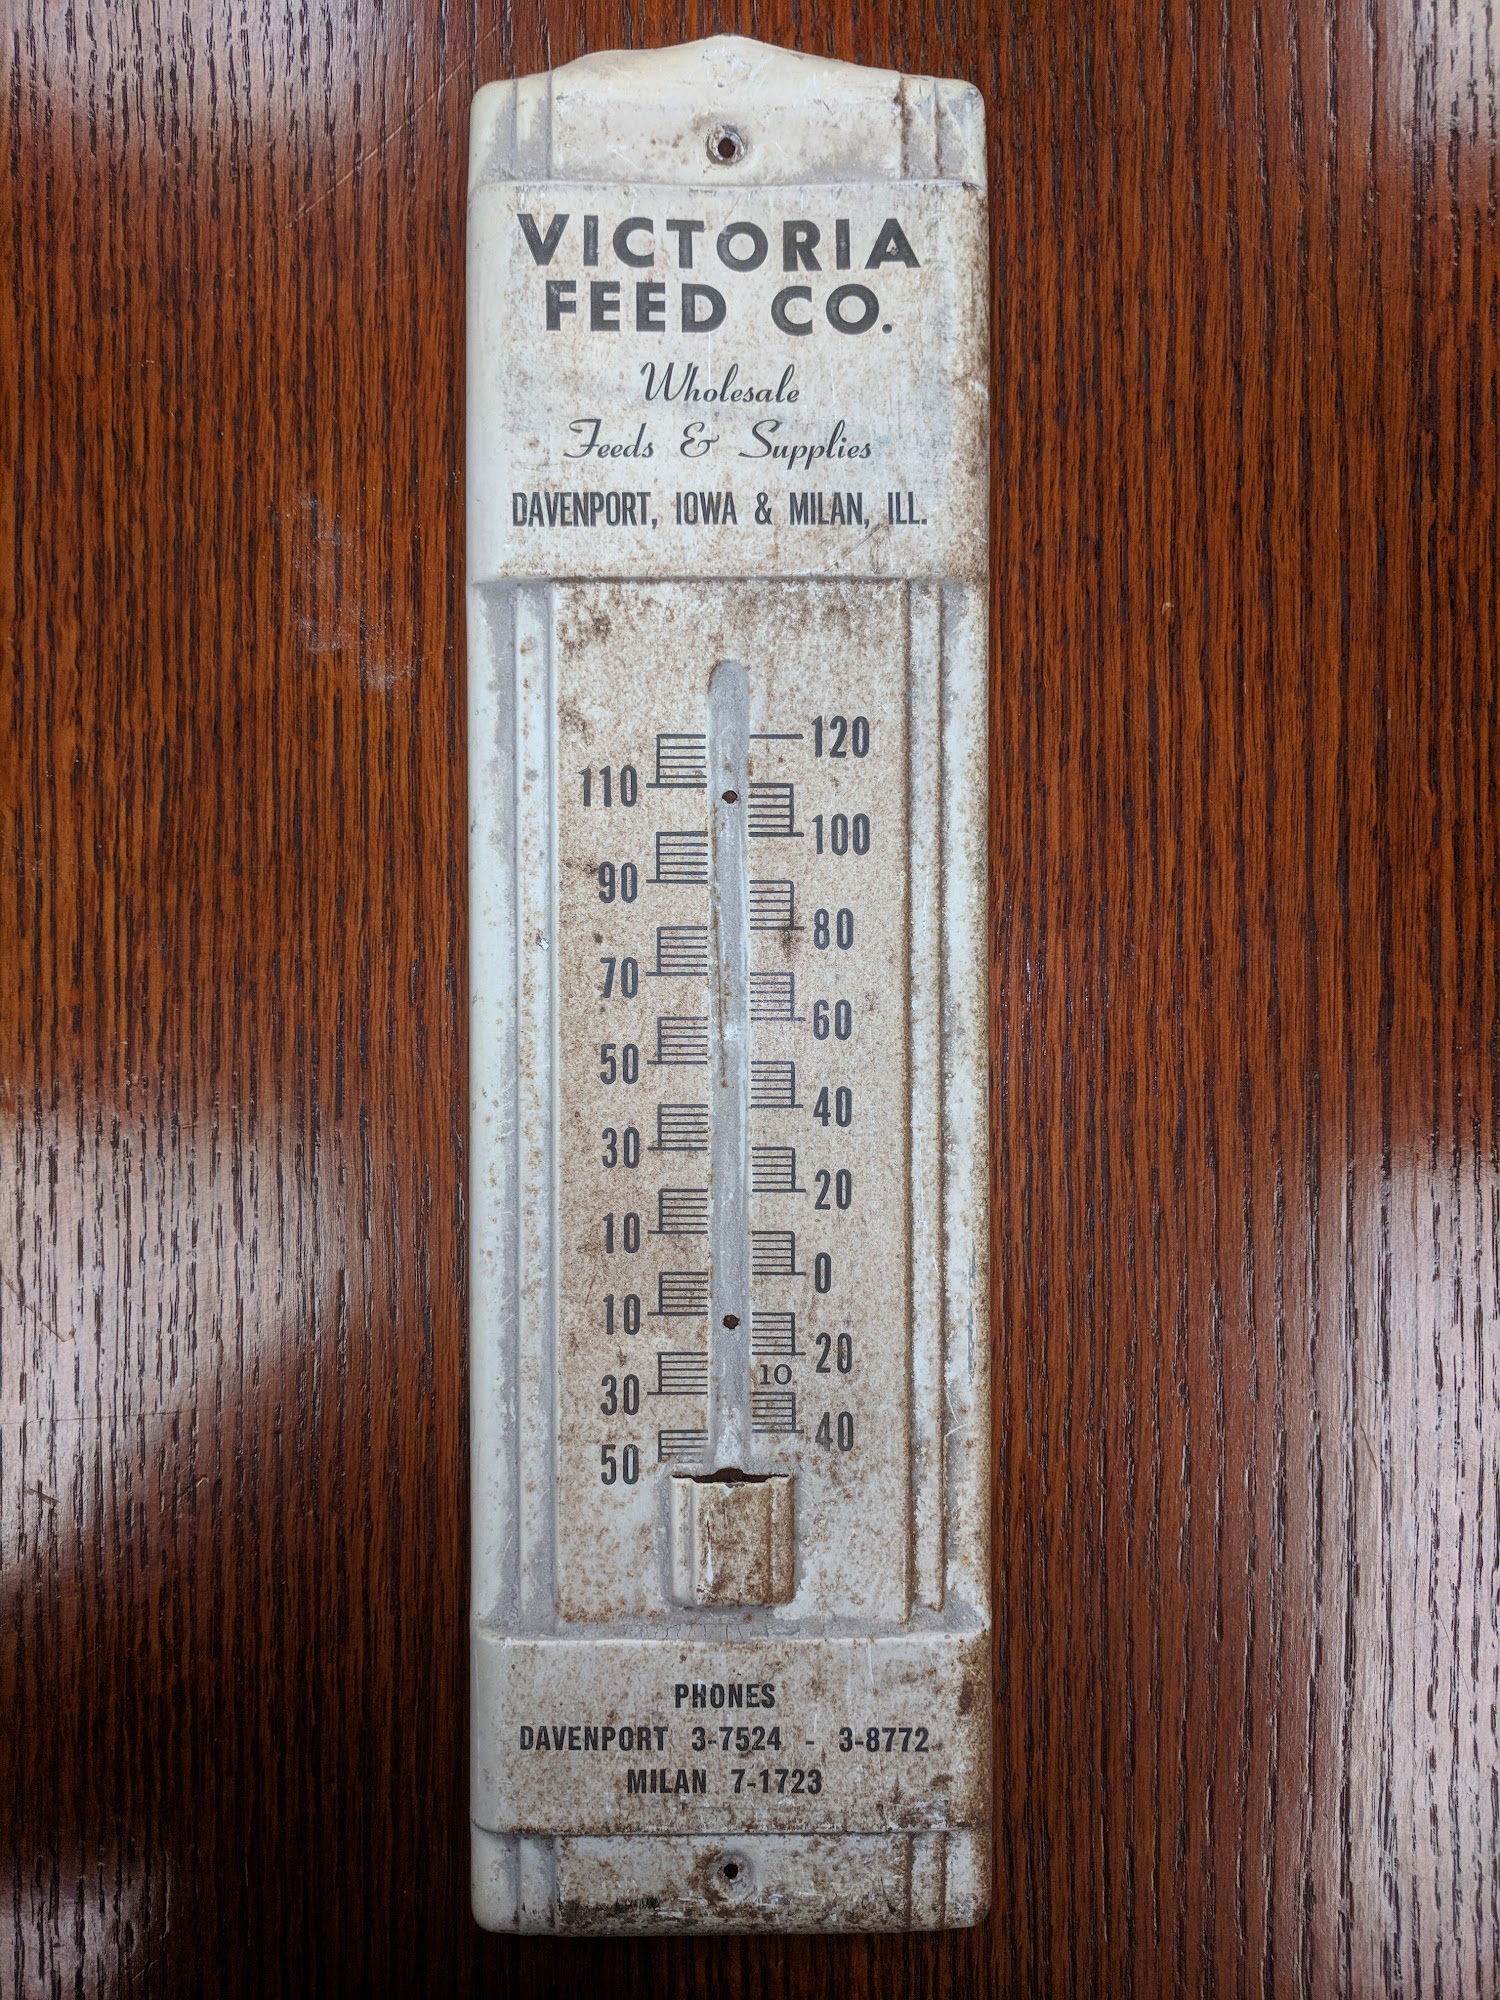 VICTORIA
FEED CO.
Wholesale
Feeds & Supplies
DAVENPORT, IOWA & MILAN, ILL.
120
110
100
90
80
70
60
50
40
30
20
10
0
10
20
10
30
40
50
PHONES
DAVENPORT 3-7524 - 3-8772
MILAN 7-1723